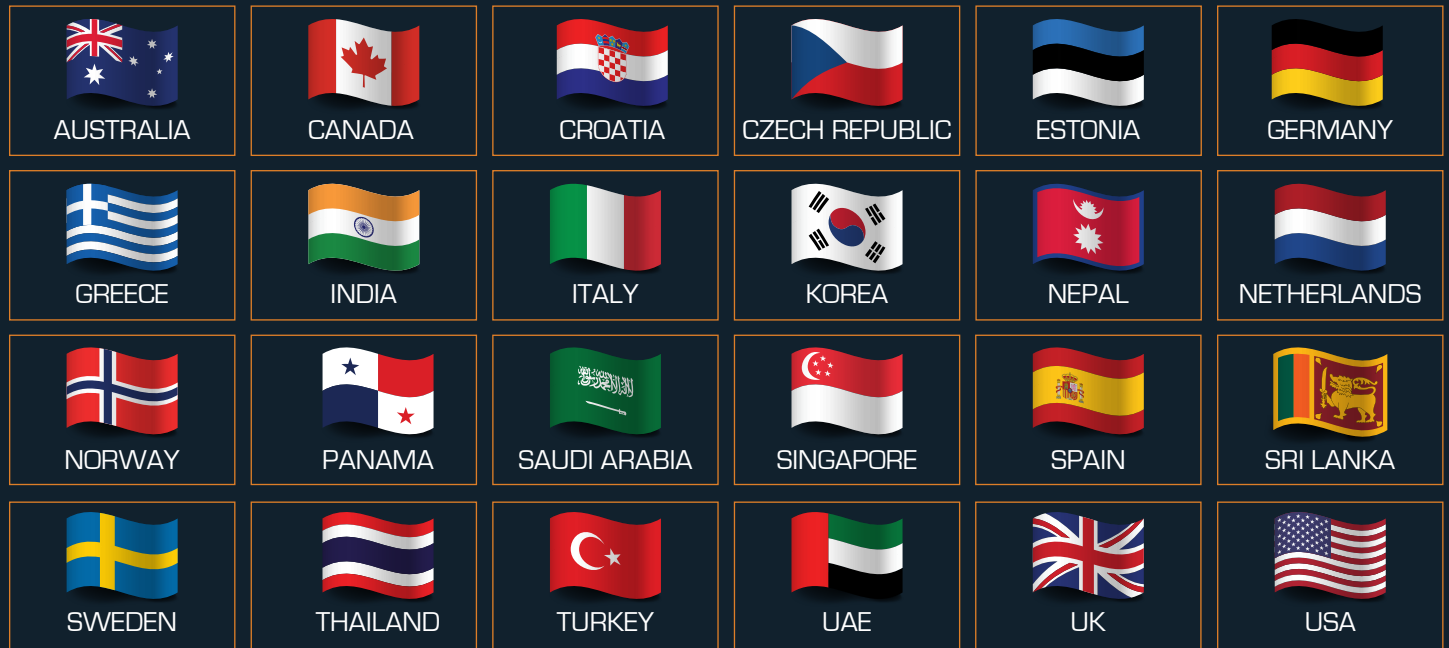 AUSTRALIA
CANADA
CROATIA
CZECH REPUBLIC
ESTONIA
GERMANY
GREECE
INDIA
ITALY
KOREA
NEPAL
NETHERLANDS
NORWAY
PANAMA
SAUDI ARABIA
SINGAPORE
SPAIN
SRI LANKA
SWEDEN
THAILAND
TURKEY
UAE
UK
USA